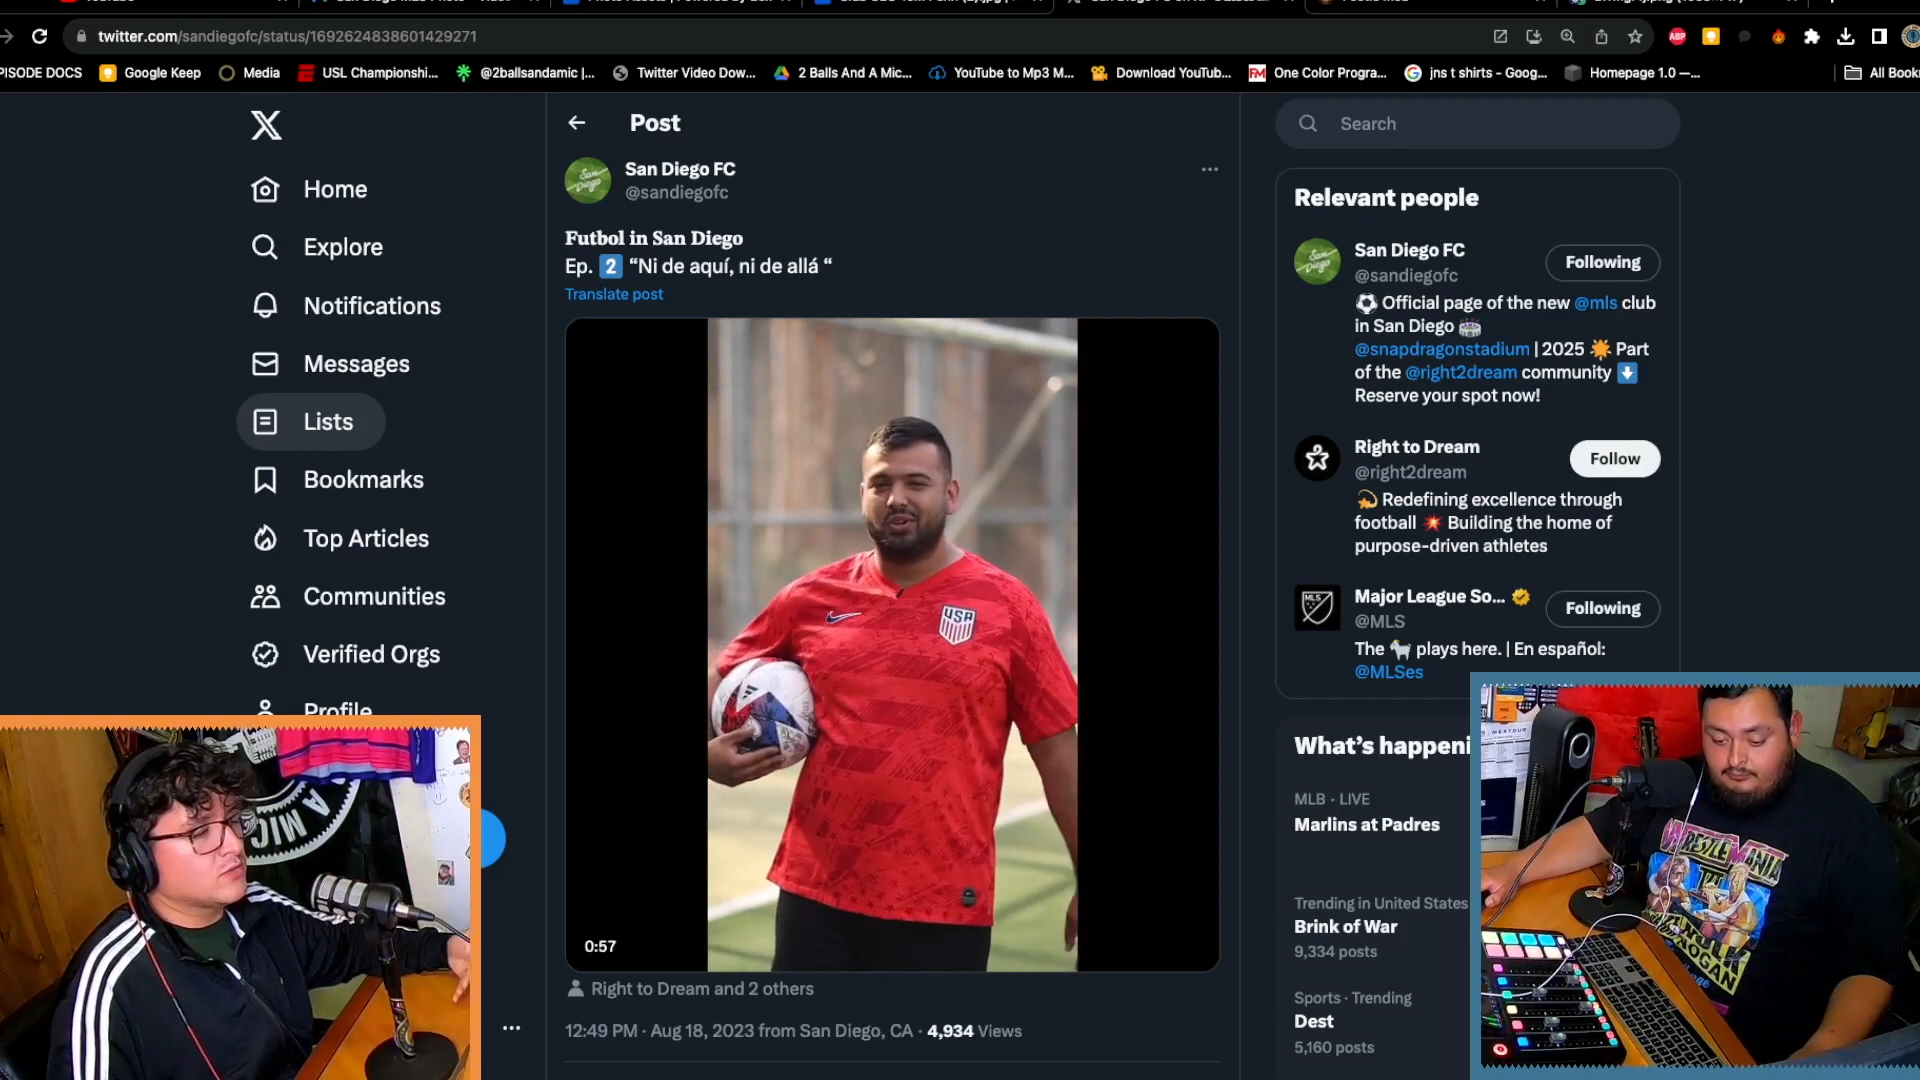 twitter.com/sandiegofc/status/1692624838601429271
PISODE DOCS
Google Keep
Media
USL Championshi...
@2ballsandamic |...
Twitter Video Dow...
2 Balls And A Mic...
YouTube to Mp3 M...
Download YouTub...
One Color Progra...
jns t shirts - Goog...
Homepage 1.0 —...
All Book
Home
Explore
Notifications
Messages
Lists
Bookmarks
Top Articles
Communities
Verified Orgs
Profile
Post
San Diego FC
@sandiegofc
Futbol in San Diego
Ep. 2 “Ni de aquí, ni de allá “
Translate post
USA
0:57
Right to Dream and 2 others
12:49 PM · Aug 18, 2023 from San Diego, CA · 4,934 Views
Search
Relevant people
San Diego FC
@sandiegofc
Following
Official page of the new @mls club
in San Diego
@snapdragonstadium | 2025 Part
of the @right2dream community
Reserve your spot now!
Right to Dream
@right2dream
Follow
Redefining excellence through
football Building the home of
purpose-driven athletes
Major League So...
@MLS
Following
The plays here. | En español:
@MLSes
What’s happeni
MLB · LIVE
Marlins at Padres
Trending in United States
Brink of War
9,334 posts
Sports · Trending
Dest
5,160 posts
A MIC
WRESTLE MANIA
III